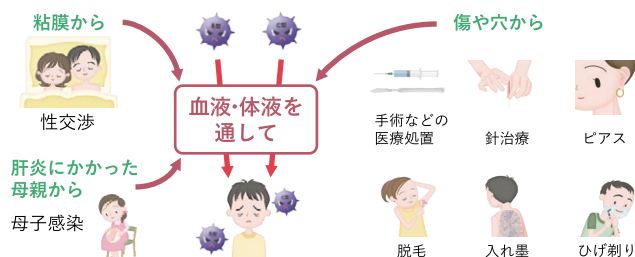 粘膜から
性交渉
肝炎にかかった
母親から
母子感染
血液・体液を
通して
傷や穴から
手術などの
医療処置
針治療
ピアス
脱毛
入れ墨
ひげ剃り